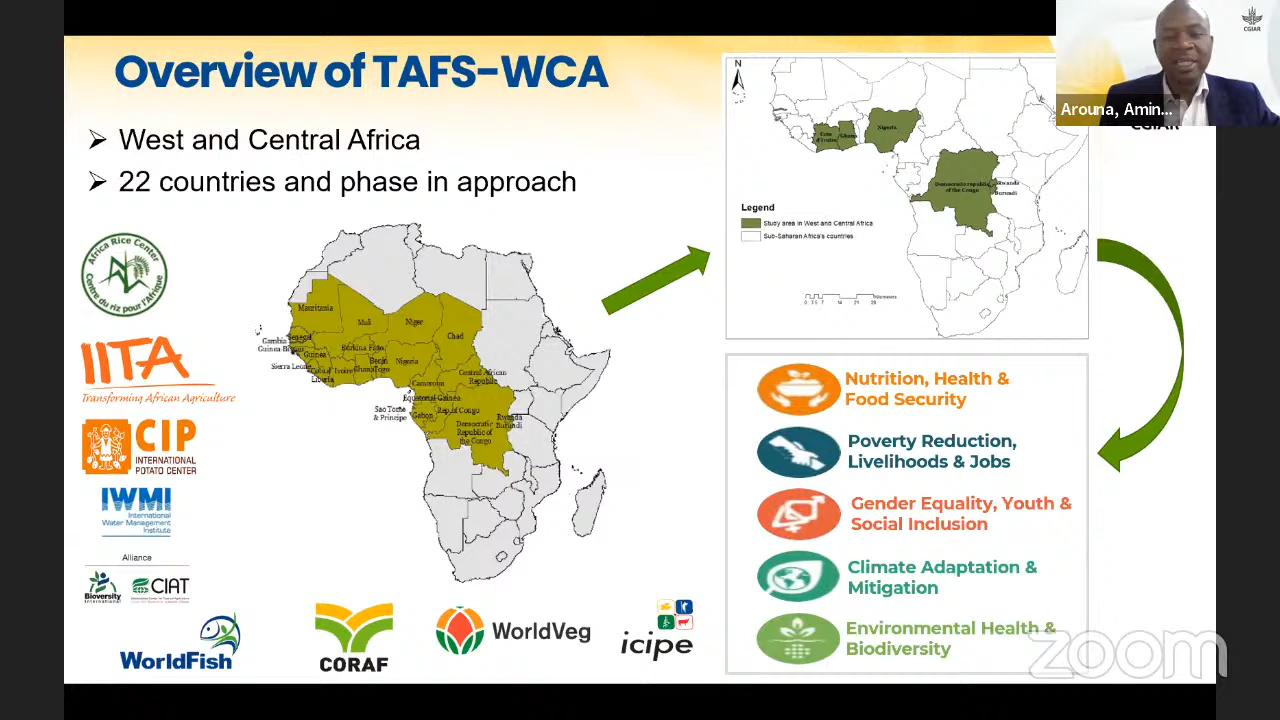 Overview of TAFS-WCA
➢ West and Central Africa
➢ 22 countries and phase in approach
CGIAR
Arouna, Amin...
CGIAR
N
Cote d'Ivoire
Ghana
Nigeria
Democratic republic
of the Congo
Rwanda
Burundi
Legend
Study area in West and Central Africa
Sub-Saharan Africa's countries
Kilometers
Mauritania
Mali
Niger
Chad
Senegal
Gambia
Guinea-Bissau
Guinea
Burkina Faso
Sierra Leone
Liberia
Ghana
Togo
Benin
Nigeria
Cameroun
Central African
Republic
Equatorial Guinea
Sao Tome
& Principe
Gabon
Rep of Congo
Democratic
Republic of
the Congo
Rwanda
Burundi
Africa Rice Center
Centre du riz pour l'Afrique
IITA
Transforming African Agriculture
CIP
INTERNATIONAL
POTATO CENTER
IWMI
International
Water Management
Institute
Alliance
Bioversity
International
CIAT
WorldFish
CORAF
WorldVeg
icipe
Nutrition, Health &
Food Security
Poverty Reduction,
Livelihoods & Jobs
Gender Equality, Youth &
Social Inclusion
Climate Adaptation &
Mitigation
Environmental Health &
Biodiversity
zoom